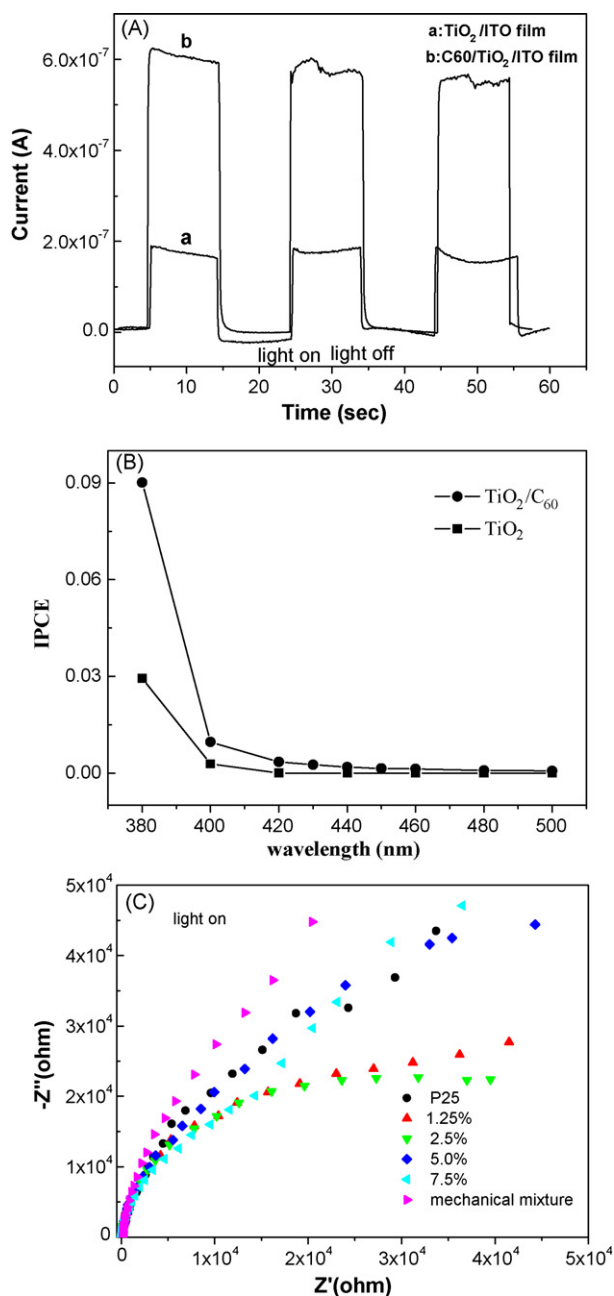 (A)
a:TiO₂/ITO film
b:C60/TiO₂/ITO film
b
a
6.0x10⁻⁷
4.0x10⁻⁷
2.0x10⁻⁷
0.0
Current (A)
light on light off
0 10 20 30 40 50 60
Time (sec)
(B)
TiO₂/C₆₀
TiO₂
0.09
0.06
0.03
0.00
IPCE
380 400 420 440 460 480 500
wavelength (nm)
(C)
light on
5x10⁴
4x10⁴
3x10⁴
2x10⁴
1x10⁴
0
-Z''(ohm)
P25
1.25%
2.5%
5.0%
7.5%
mechanical mixture
0 1x10⁴ 2x10⁴ 3x10⁴ 4x10⁴ 5x10⁴
Z'(ohm)